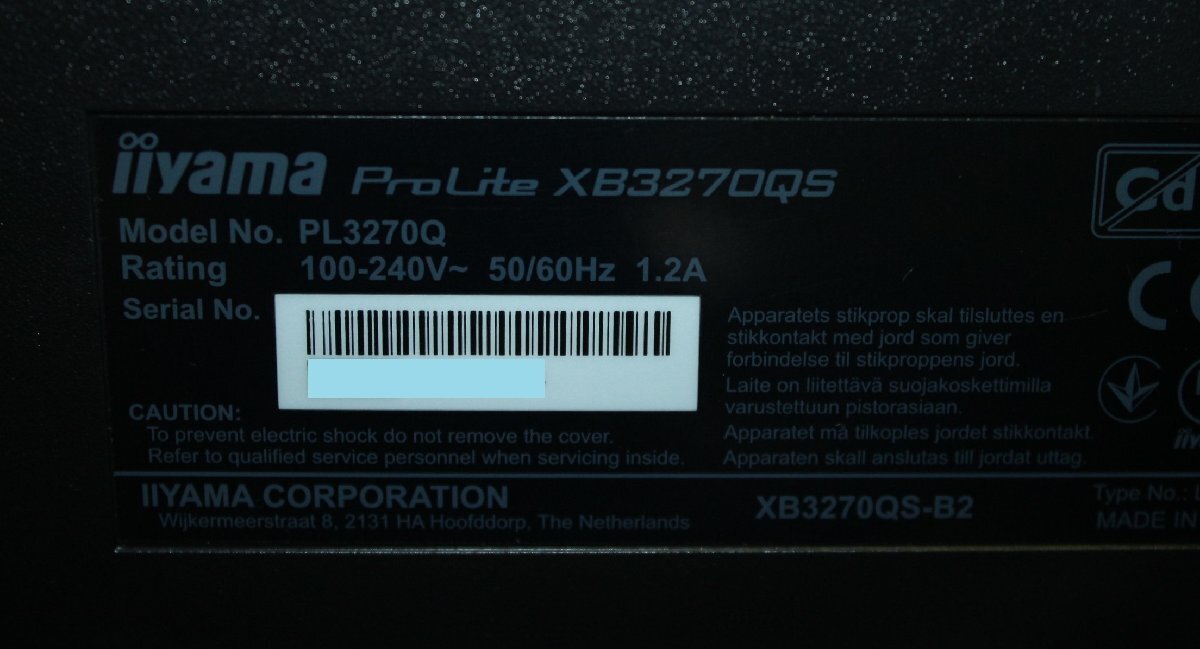 iiyama ProLite XB3270QS
Model No. PL3270Q
Rating 100-240V~ 50/60Hz 1.2A
Serial No.
CAUTION:
To prevent electric shock do not remove the cover.
Refer to qualified service personnel when servicing inside.
Apparatets stikprop skal tilsluttes en
stikkontakt med jord som giver
forbindelse til stikproppens jord.
Laite on liitettävä suojakoskettimilla
varustettuun pistorasiaan.
Apparatet må tilkoples jordet stikkontakt.
Apparaten skall anslutas till jordat uttag.
Cd
CE
IIYAMA CORPORATION
Wijkermeerstraat 8, 2131 HA Hoofddorp, The Netherlands
XB3270QS-B2
Type No.:
MADE IN